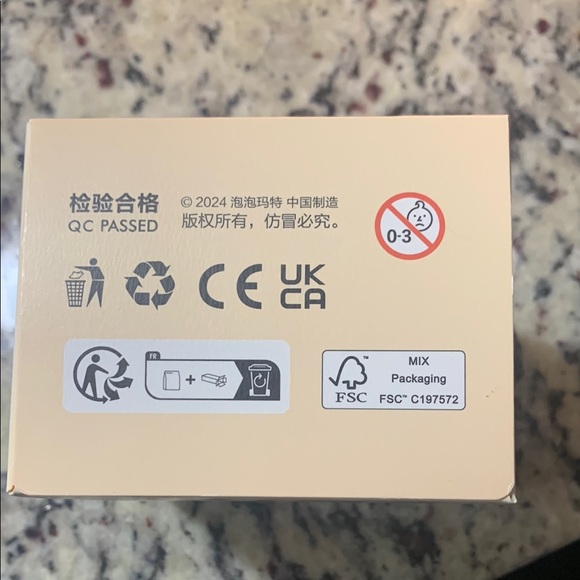 检验合格
QC PASSED
© 2024 泡泡玛特 中国制造
版权所有，仿冒必究。
0-3
CE
UK
CA
FR
+
FSC™
MIX
Packaging
FSC™ C197572